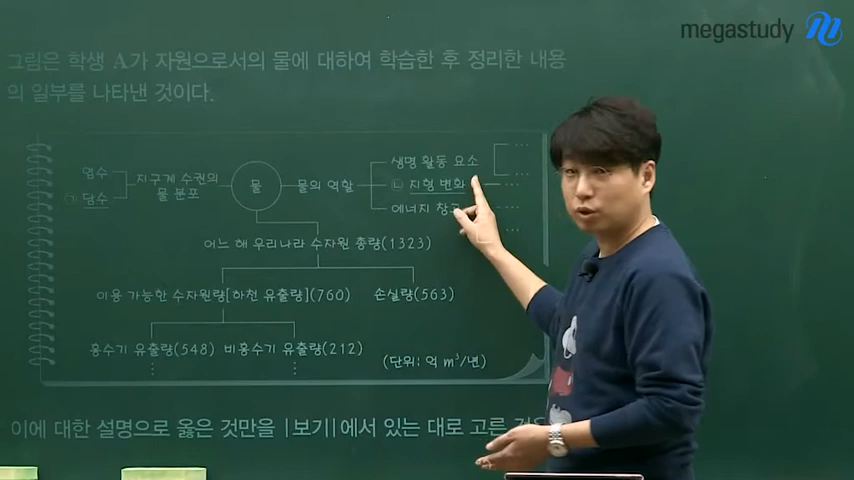 megastudy
그림은 학생 A가 자원으로서의 물에 대하여 학습한 후 정리한 내용
의 일부를 나타낸 것이다.
염수
㉠ 담수
지구계 수권의
물 분포
물
물의 역할
생명 활동 요소
㉡ 지형 변화
에너지 창고
어느 해 우리나라 수자원 총량(1323)
이용 가능한 수자원량[하천 유출량](760)
손실량(563)
홍수기 유출량(548)
비홍수기 유출량(212)
(단위: 억 m³/년)
이에 대한 설명으로 옳은 것만을 |보기|에서 있는 대로 고른 것은